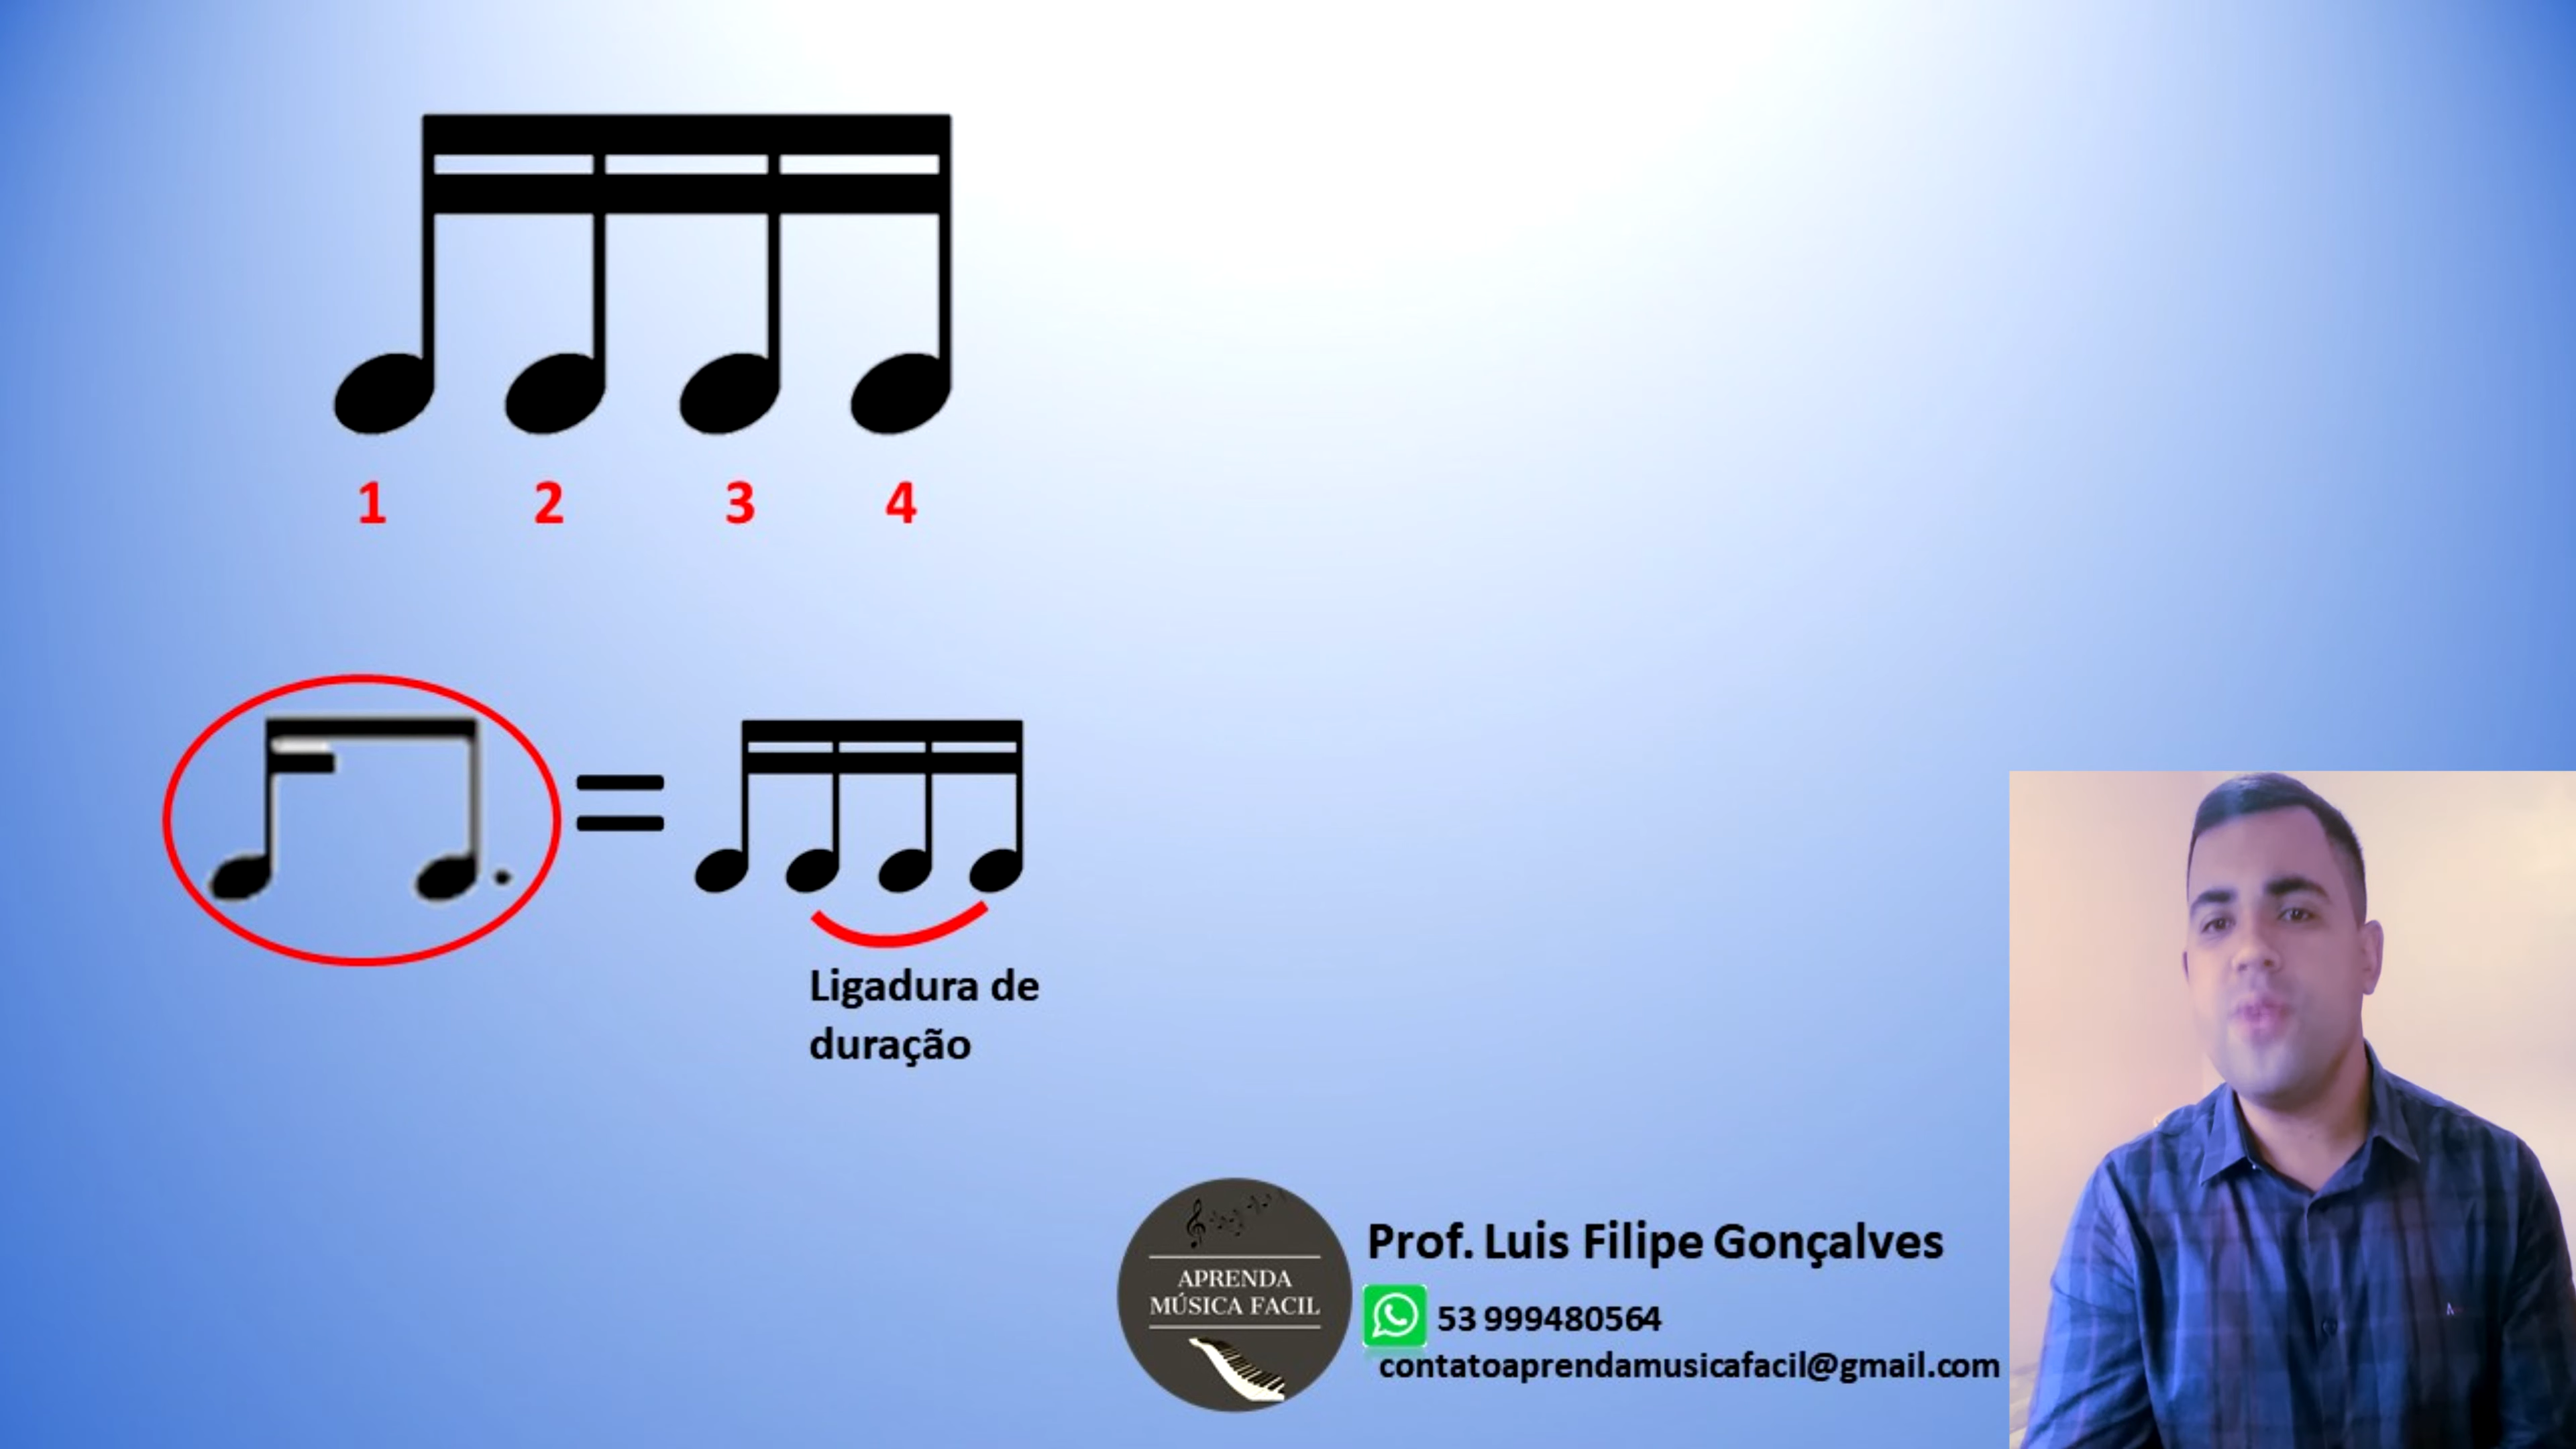 1 2 3 4
Ligadura de
duração
APRENDA
MÚSICA FACIL
Prof. Luis Filipe Gonçalves
53 999480564
contatoaprendamusicafacil@gmail.com